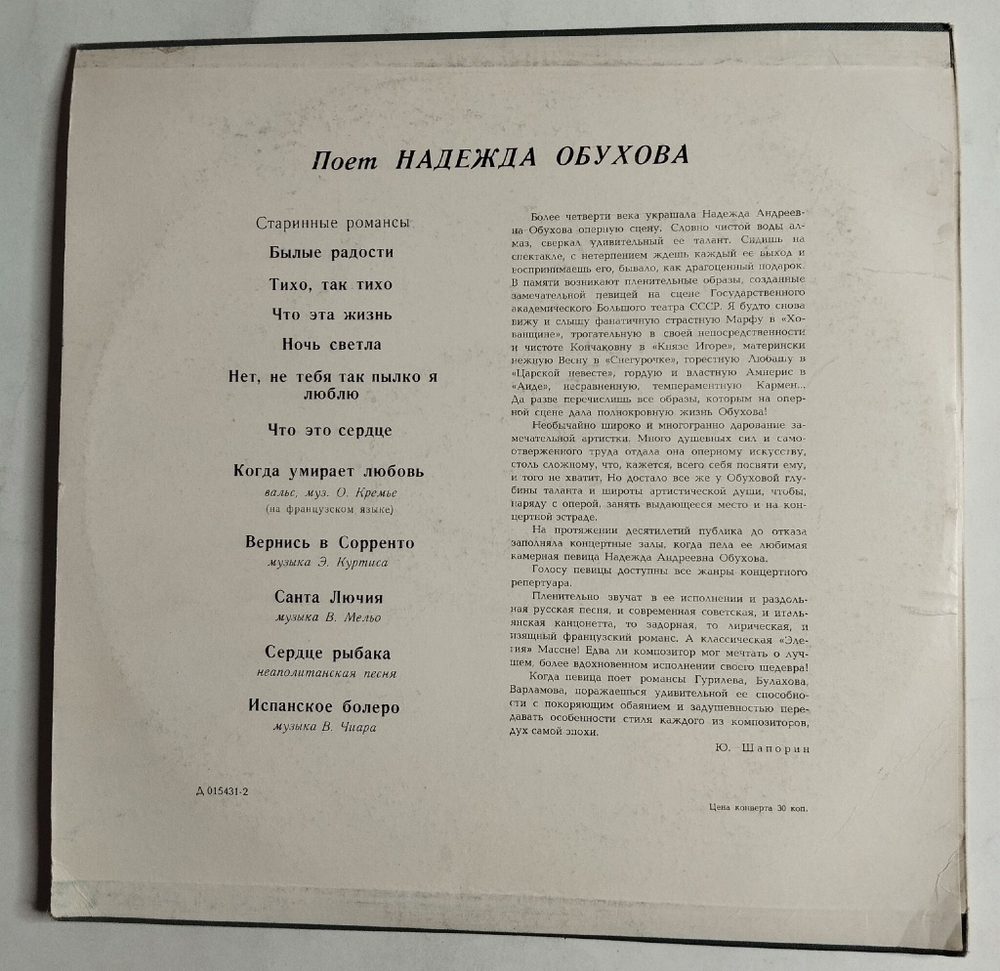 Поет НАДЕЖДА ОБУХОВА
Старинные романсы
Былые радости
Тихо, так тихо
Что эта жизнь
Ночь светла
Нет, не тебя так пылко я
люблю
Что это сердце
Когда умирает любовь
вальс, муз. О. Кремье
(на французском языке)
Вернись в Сорренто
музыка Э. Куртиса
Санта Лючия
музыка В. Мельо
Сердце рыбака
неаполитанская песня
Испанское болеро
музыка В. Чиара
Д 015431-2
Более четверти века украшала Надежда Андреев-
на Обухова оперную сцену. Словно чистой воды ал-
маз, сверкал удивительный ее талант. Сидишь на
спектакле, с нетерпением ждешь каждый ее выход и
воспринимаешь его, бывало, как драгоценный подарок.
В памяти возникают пленительные образы, созданные
замечательной певицей на сцене Государственного
академического Большого театра СССР. Я будто снова
вижу и слышу фанатичную страстную Марфу в «Хо-
ванщине», трогательную в своей непосредственности
и чистоте Кончаковну в «Князе Игоре», матерински
нежную Весну в «Снегурочке», горестную Любашу в
«Царской невесте», гордую и властную Амнерис в
«Аиде», несравненную, темпераментную Кармен...
Да разве перечислишь все образы, которым на опер-
ной сцене дала полнокровную жизнь Обухова!
Необычайно широко и многогранно дарование за-
мечательной артистки. Много душевных сил и само-
отверженного труда отдала она оперному искусству,
столь сложному, что, кажется, всего себя посвяти ему,
и того не хватит. Но достало все же у Обуховой глу-
бины таланта и широты артистической души, чтобы,
наряду с оперой, занять выдающееся место и на кон-
цертной эстраде.
На протяжении десятилетий публика до отказа
заполняла концертные залы, когда пела ее любимая
камерная певица Надежда Андреевна Обухова.
Голосу певицы доступны все жанры концертного
репертуара.
Пленительно звучат в ее исполнении и раздоль-
ная русская песня, и современная советская, и италь-
янская канцонетта, то задорная, то лирическая, и
изящный французский романс. А классическая «Эле-
гия» Массне! Едва ли композитор мог мечтать о луч-
шем, более вдохновенном исполнении своего шедевра!
Когда певица поет романсы Гурилева, Булахова,
Варламова, поражаешься удивительной ее способно-
сти с покоряющим обаянием и задушевностью пере-
давать особенности стиля каждого из композиторов,
дух самой эпохи.
Ю. Шапорин
Цена конверта 30 коп.